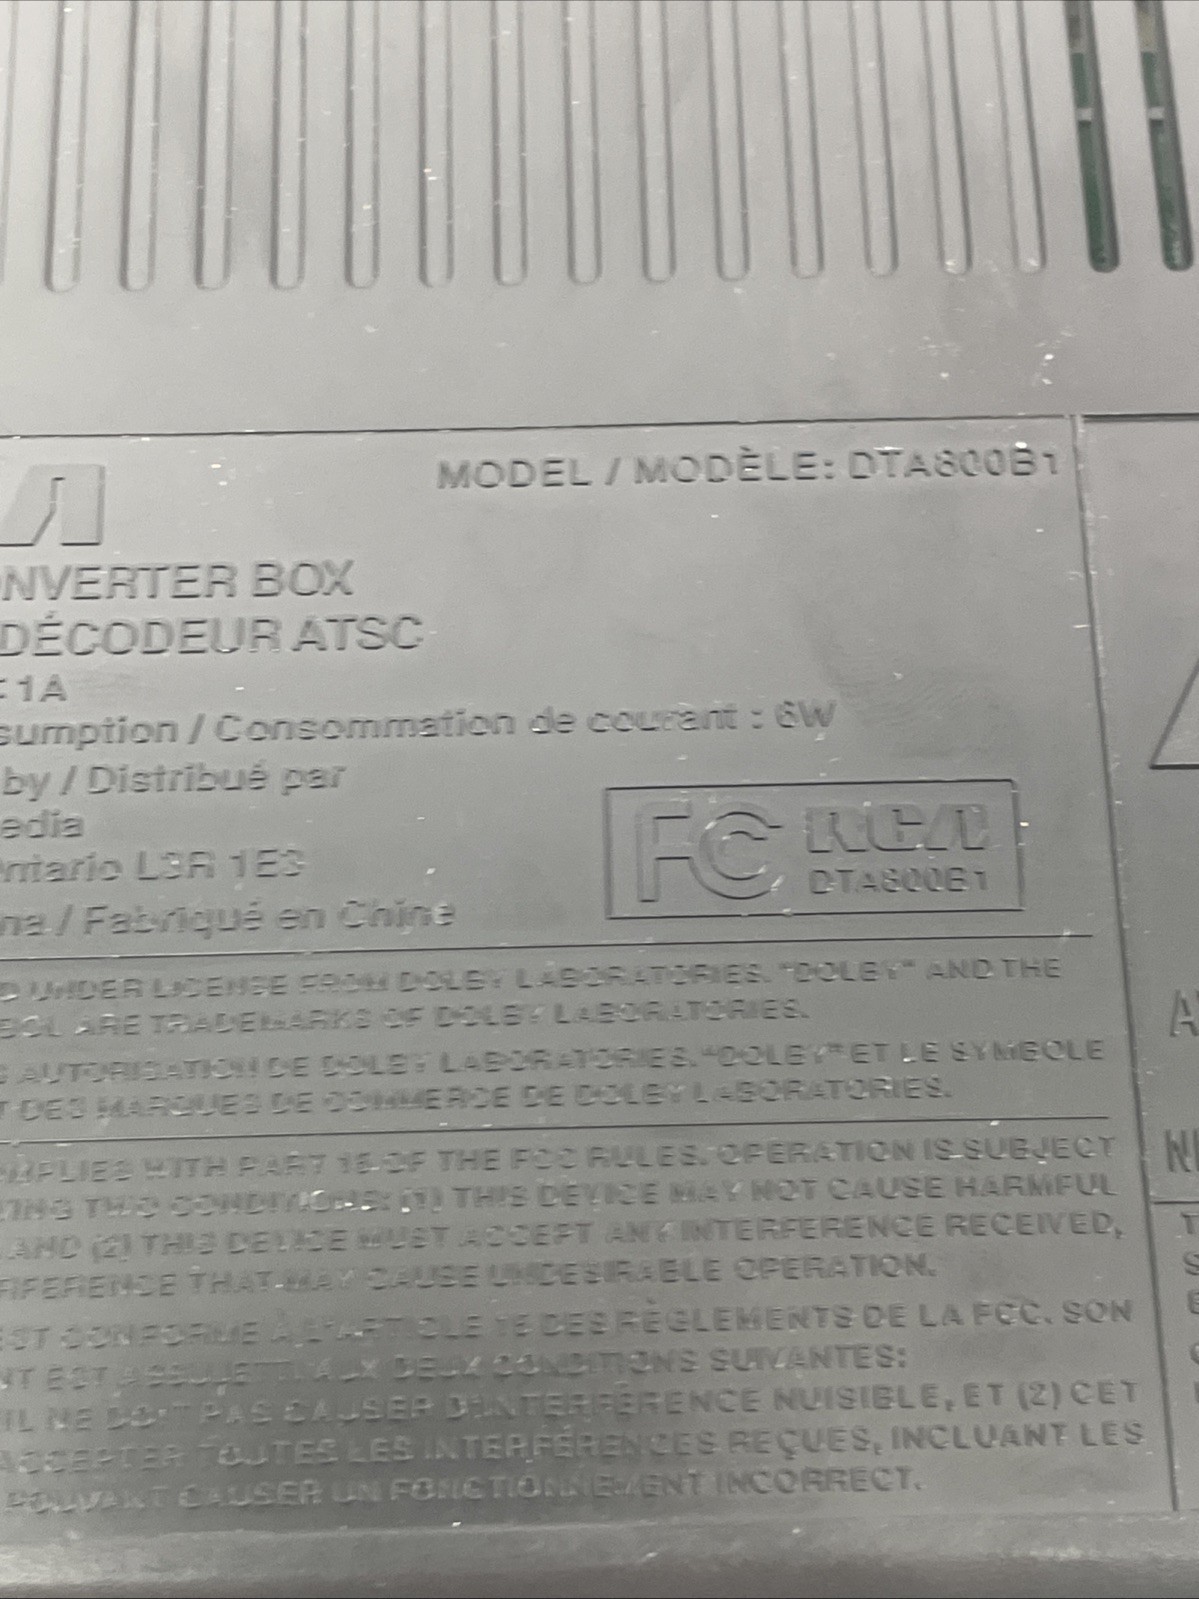 MODEL / MODÈLE: DTA800B1
NVERTER BOX
DÉCODEUR ATSC
: 1A
sumption / Consommation de courant : 6W
by / Distribué par
edia
ntario L3R 1E3
na / Fabriqué en Chine
FC RCA
DTA800B1
D UNDER LICENSE FROM DOLBY LABORATORIES. "DOLBY" AND THE
BOL ARE TRADEMARKS OF DOLBY LABORATORIES.
S AUTORISATION DE DOLBY LABORATORIES. "DOLBY" ET LE SYMBOLE
T DES MARQUES DE COMMERCE DE DOLBY LABORATORIES.
MPLIES WITH PART 15 OF THE FCC RULES. OPERATION IS SUBJECT
ING TWO CONDITIONS: (1) THIS DEVICE MAY NOT CAUSE HARMFUL
AND (2) THIS DEVICE MUST ACCEPT ANY INTERFERENCE RECEIVED,
RFERENCE THAT MAY CAUSE UNDESIRABLE OPERATION.
EST CONFORME À L'ARTICLE 15 DES RÈGLEMENTS DE LA FCC. SON
NT EST ASSUJETTI AUX DEUX CONDITIONS SUIVANTES:
IL NE DOIT PAS CAUSER D'INTERFÉRENCE NUISIBLE, ET (2) CET
ACCEPTER TOUTES LES INTERFÉRENCES REÇUES, INCLUANT LES
POUVANT CAUSER UN FONCTIONNEMENT INCORRECT.